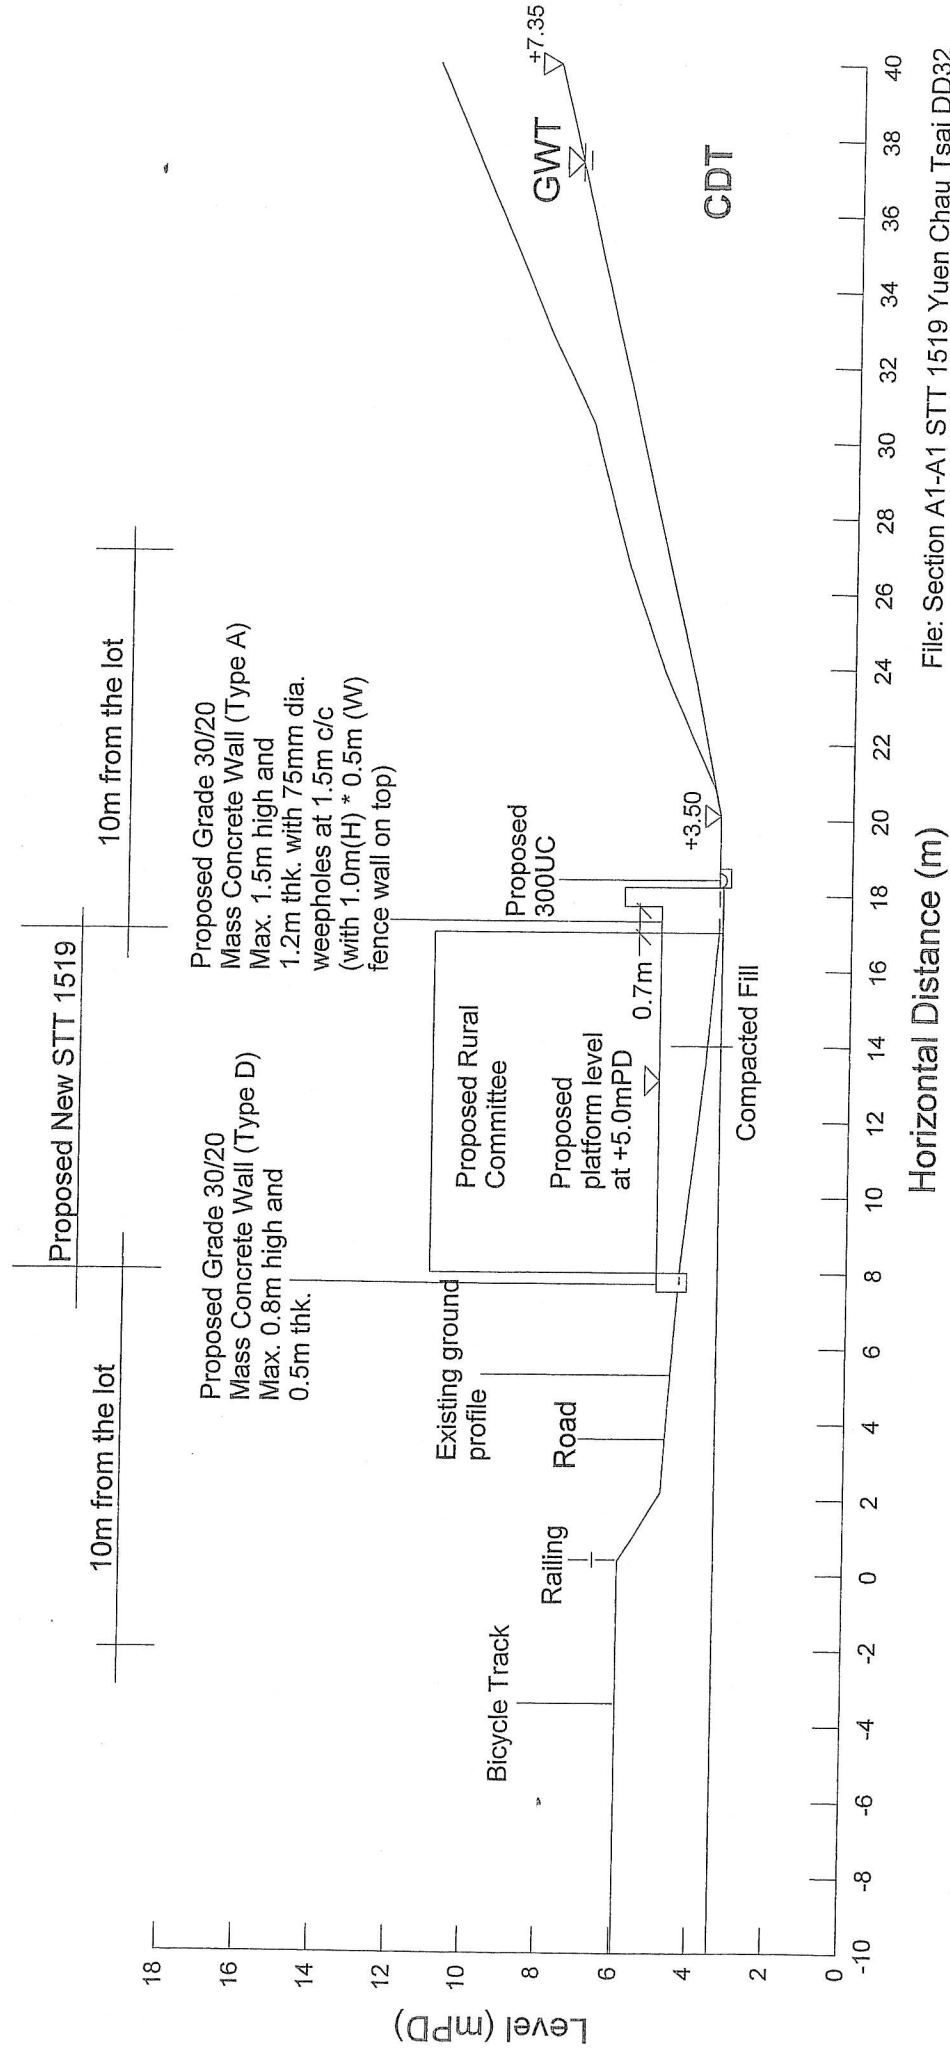 10m from the lot
Proposed New STT 1519
10m from the lot
Proposed Grade 30/20
Mass Concrete Wall (Type D)
Max. 0.8m high and
0.5m thk.
Proposed Grade 30/20
Mass Concrete Wall (Type A)
Max. 1.5m high and
1.2m thk. with 75mm dia.
weepholes at 1.5m c/c
(with 1.0m(H) * 0.5m (W)
fence wall on top)
Proposed Rural
Committee
Proposed
300UC
Proposed
platform level
at +5.0mPD
0.7m
Existing ground
profile
Road
Railing
Bicycle Track
+3.50
GWT
+7.35
CDT
Compacted Fill
Level (mPD)
18
16
14
12
10
8
6
4
2
0
-10
-8
-6
-4
-2
0
2
4
6
8
10
12
14
16
18
20
22
24
26
28
30
32
34
36
38
40
Horizontal Distance (m)
File: Section A1-A1 STT 1519 Yuen Chau Tsai DD32